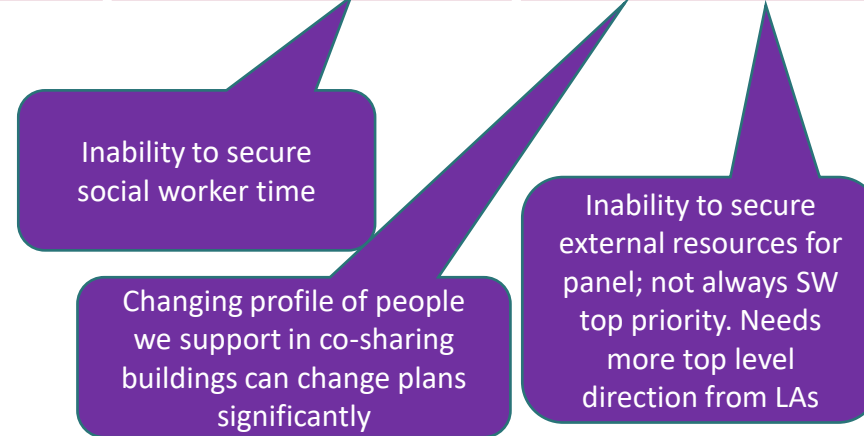 Inability to secure
social worker time
Changing profile of people
we support in co-sharing
buildings can change plans
significantly
Inability to secure
external resources for
panel; not always SW
top priority. Needs
more top level
direction from LAs